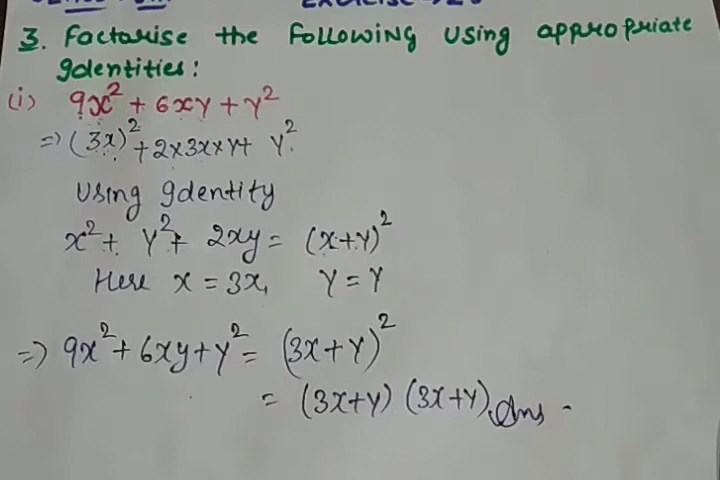 3. Factorise the following using appropriate
Identities:
(i) 9x² + 6xy + y²
=> (3x)² + 2×3x×y + y²
Using Identity
x² + y² + 2xy = (x+y)²
Here x = 3x, y = y
=> 9x² + 6xy + y² = (3x+y)²
= (3x+y) (3x+y) Ans -